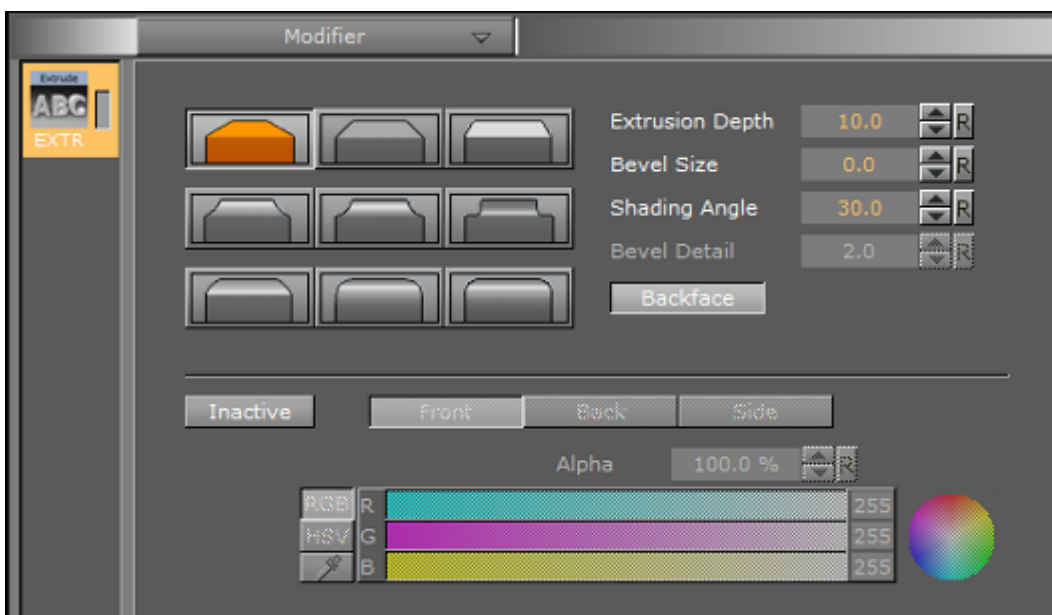 Modifier
Extrude
ABC
EXTR
Extrusion Depth 10.0 R
Bevel Size 0.0 R
Shading Angle 30.0 R
Bevel Detail 2.0 R
Backface
Inactive Front Back Side
Alpha 100.0 % R
RGB R 255
HSV G 255
B 255